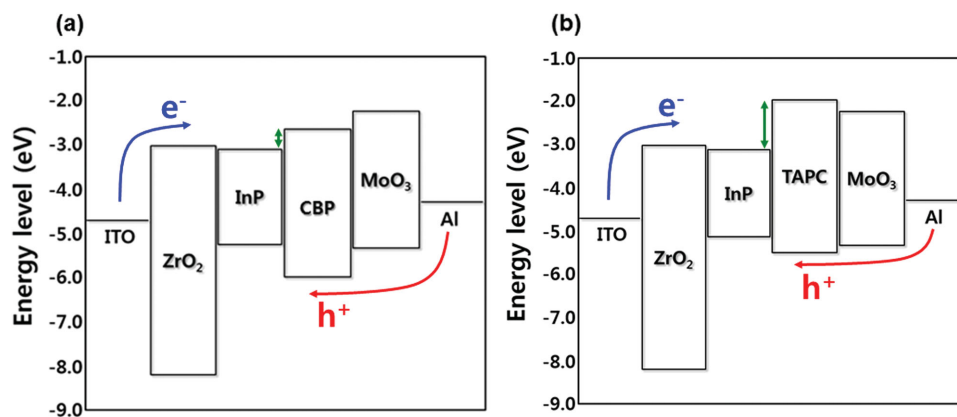 (a)
Energy level (eV)
-1.0
-2.0
-3.0
-4.0
-5.0
-6.0
-7.0
-8.0
-9.0
e⁻
ITO
ZrO₂
InP
CBP
MoO₃
Al
h⁺
(b)
Energy level (eV)
-1.0
-2.0
-3.0
-4.0
-5.0
-6.0
-7.0
-8.0
-9.0
e⁻
ITO
ZrO₂
InP
TAPC
MoO₃
Al
h⁺